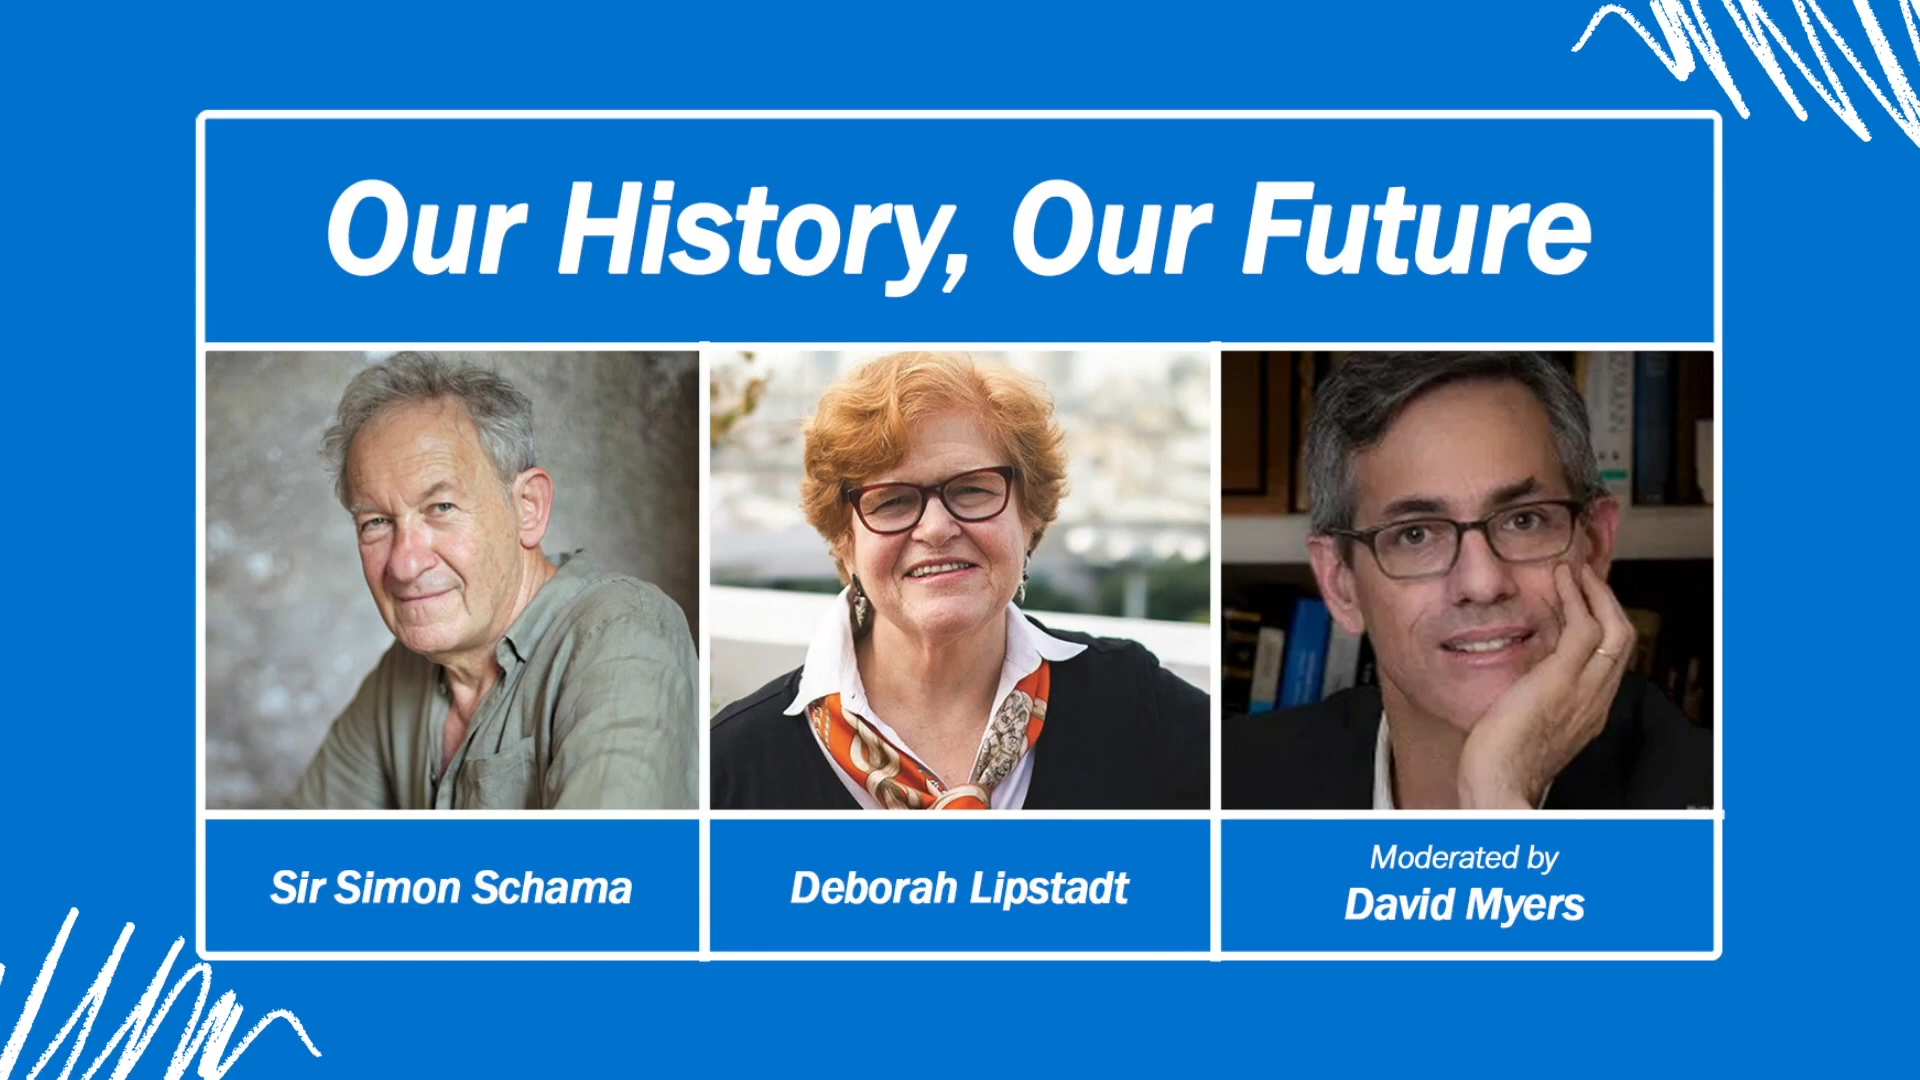 Our History, Our Future
Sir Simon Schama
Deborah Lipstadt
Moderated by
David Myers